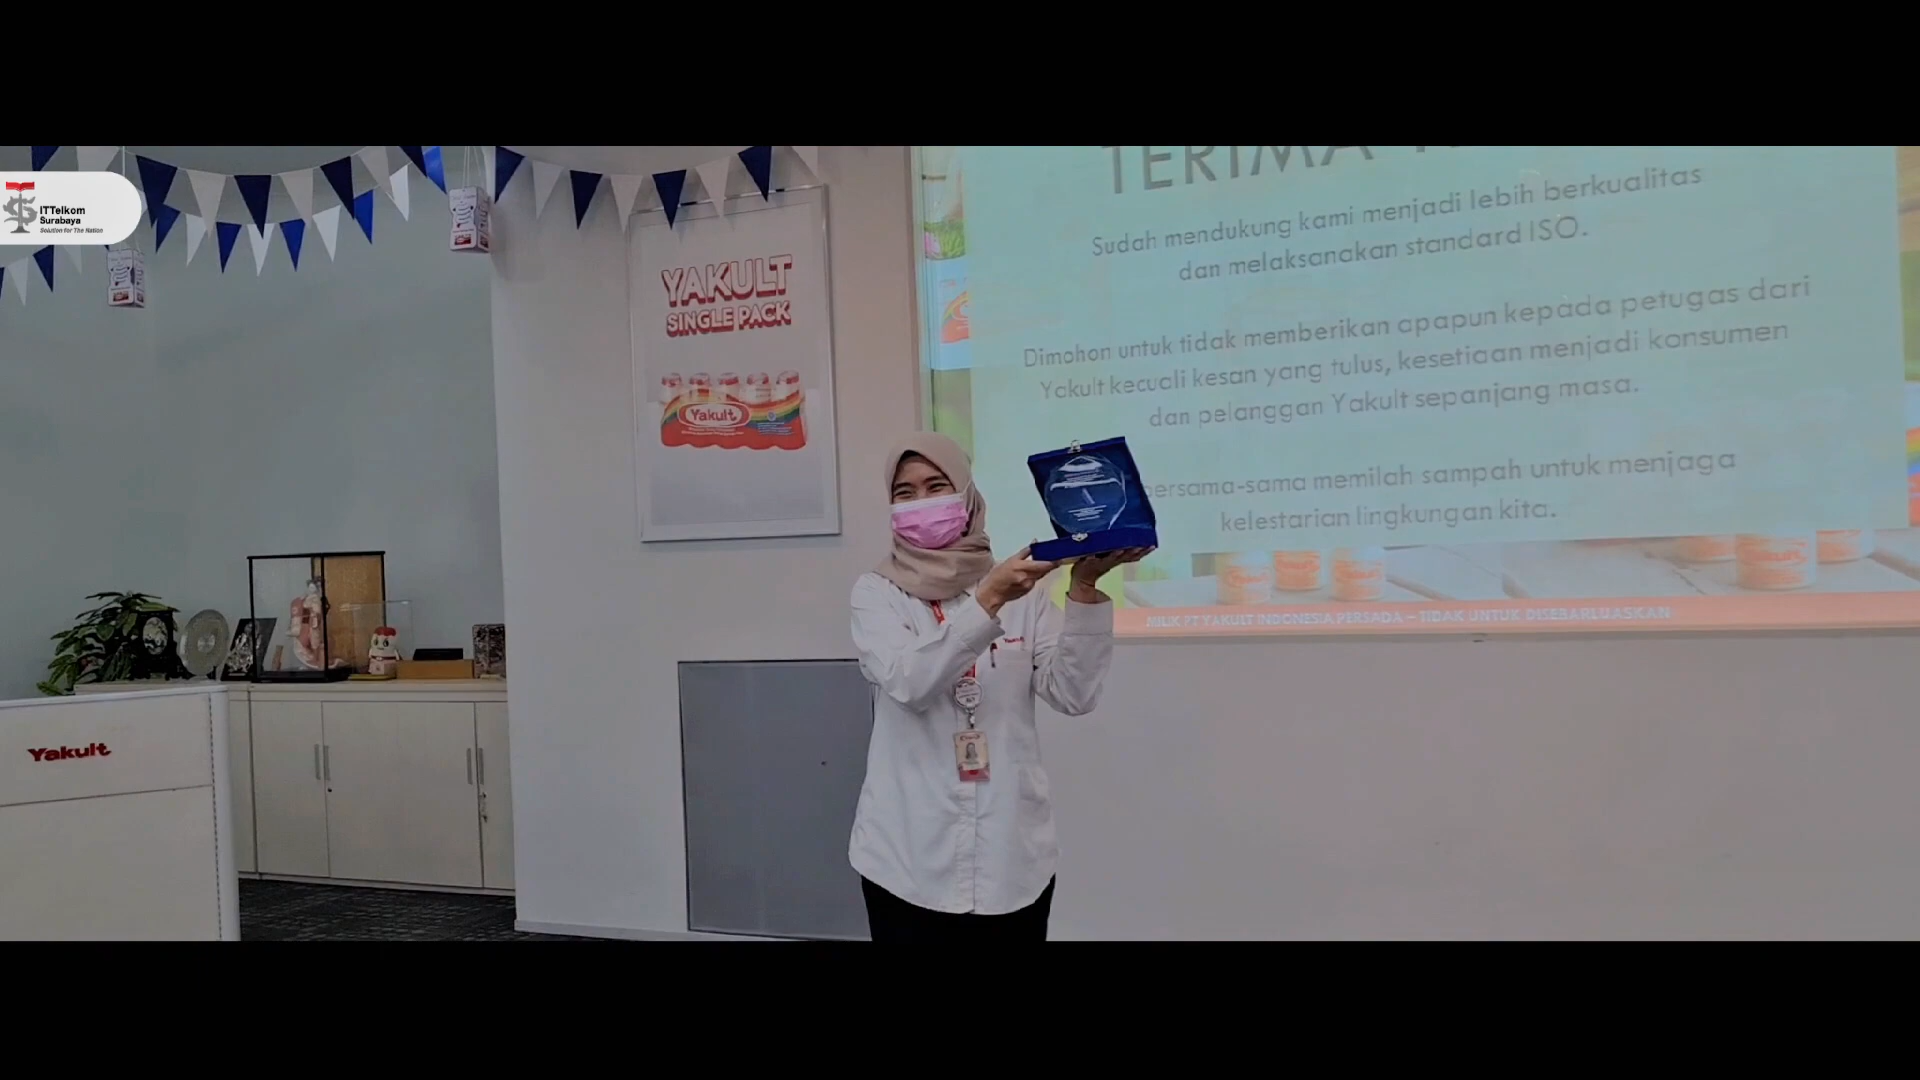 ITTelkom
Surabaya
Solution for The Nation
YAKULT
SINGLE PACK
Yakult
TERIMA
Sudah mendukung kami menjadi lebih berkualitas
dan melaksanakan standard ISO.
Dimohon untuk tidak memberikan apapun kepada petugas dari
Yakult kecuali kesan yang tulus, kesetiaan menjadi konsumen
dan pelanggan Yakult sepanjang masa.
bersama-sama memilah sampah untuk menjaga
kelestarian lingkungan kita.
MILIK PT YAKULT INDONESIA PERSADA – TIDAK UNTUK DISEBARLUASKAN
Yakult
Yakult